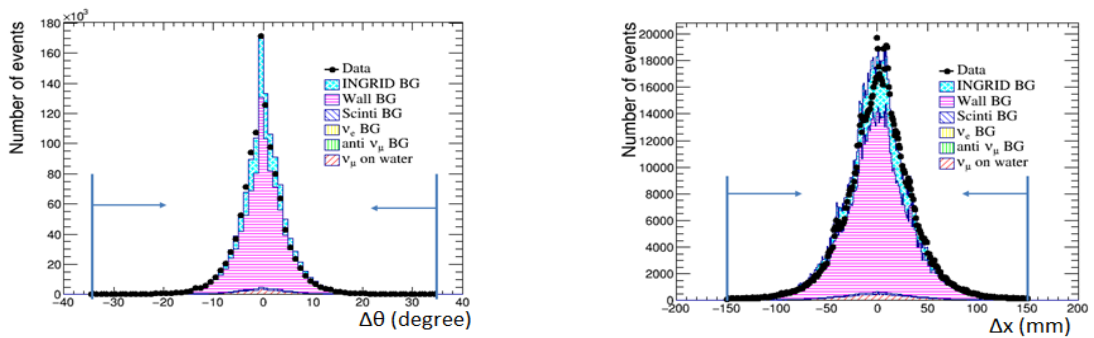 180 ×10³
160
140
120
100
80
60
40
20
0
Number of events
Data
INGRID BG
Wall BG
Scinti BG
νe BG
anti νμ BG
νμ on water
−40 −30 −20 −10 0 10 20 30 40
Δθ (degree)
20000
18000
16000
14000
12000
10000
8000
6000
4000
2000
0
Number of events
Data
INGRID BG
Wall BG
Scinti BG
νe BG
anti νμ BG
νμ on water
−200 −150 −100 −50 0 50 100 150 200
Δx (mm)